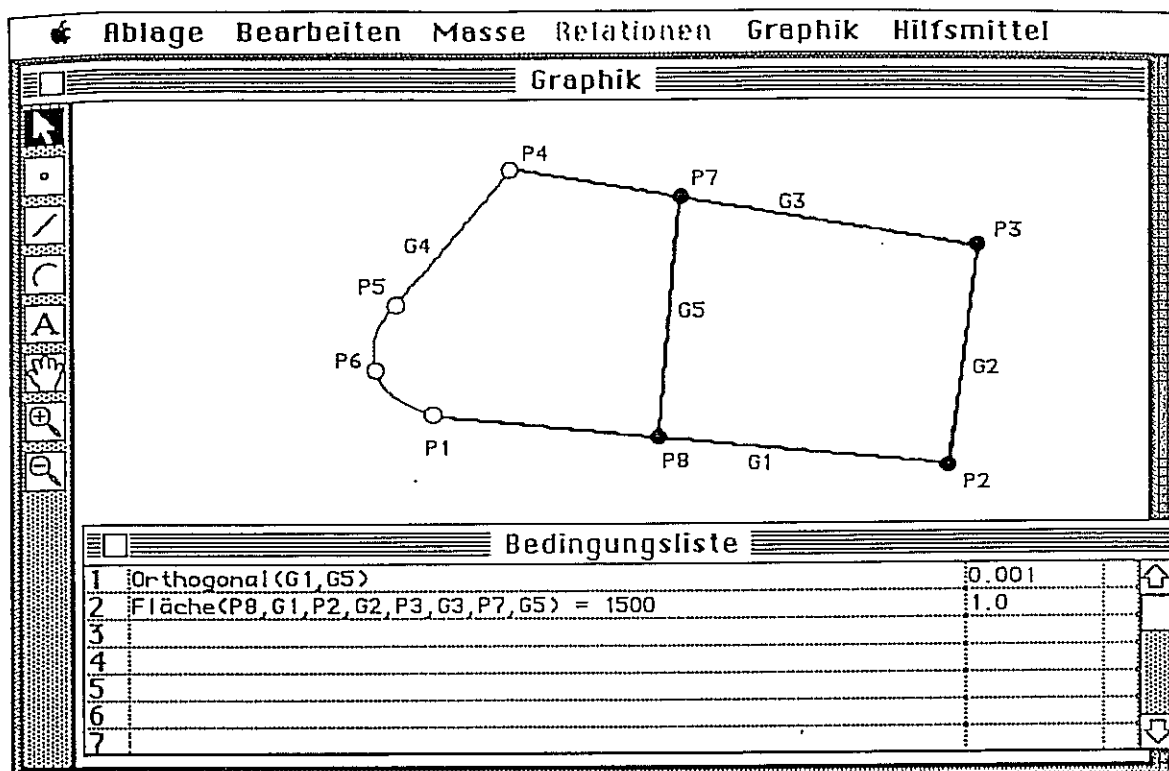 Ablage Bearbeiten Masse Relationen Graphik Hilfsmittel
Graphik
P4
P7
G3
P3
G4
P5
G5
P6
G2
A
P1
P8
G1
P2
Bedingungsliste
1 Orthogonal(G1,G5) 0.001
2 Fläche(P8,G1,P2,G2,P3,G3,P7,G5) = 1500 1.0
3
4
5
6
7